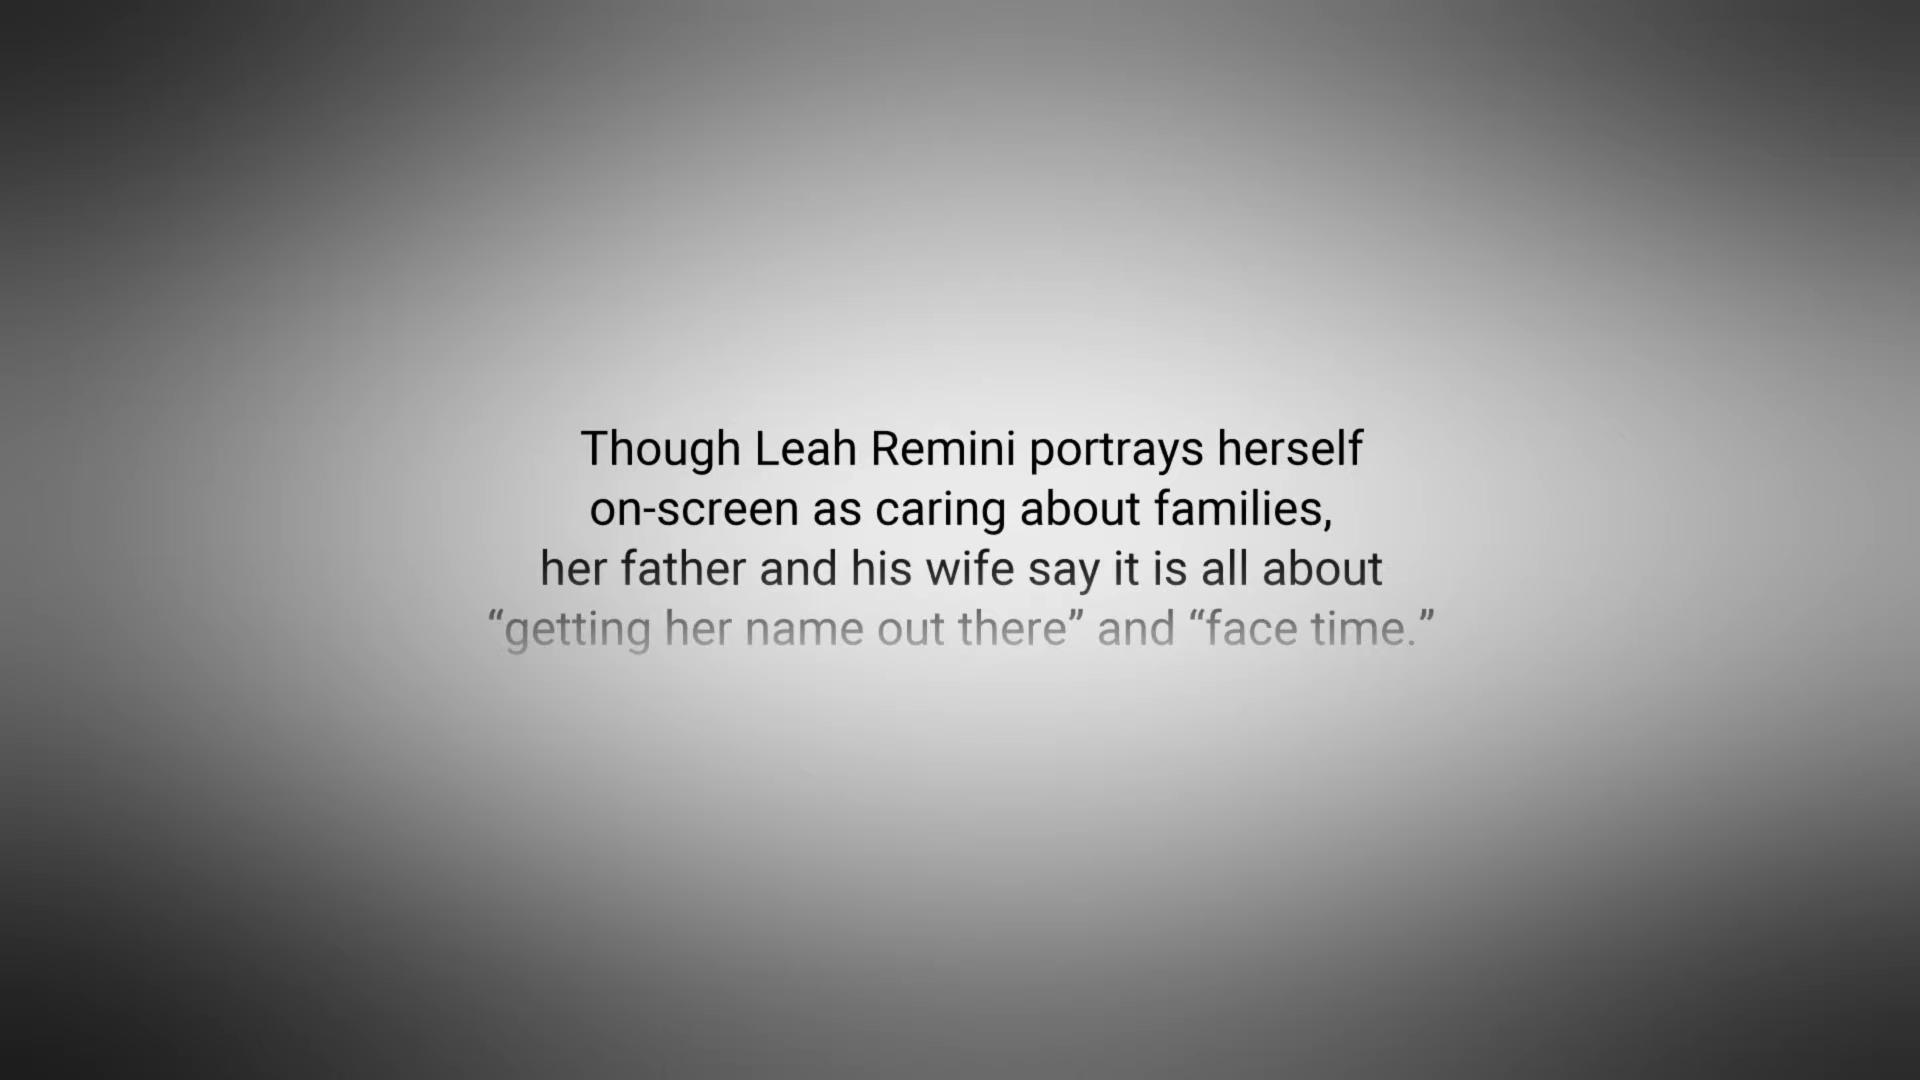 Though Leah Remini portrays herself
on-screen as caring about families,
her father and his wife say it is all about
“getting her name out there” and “face time.”